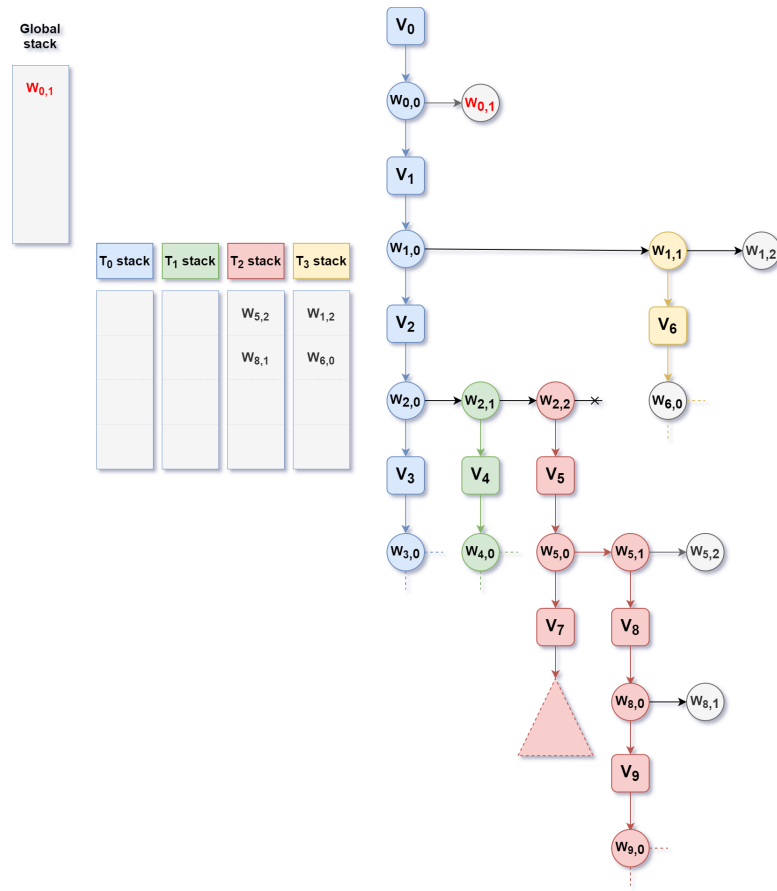 Global
stack
W0,1
V0
W0,0
W0,1
V1
T0 stack
T1 stack
T2 stack
T3 stack
W1,0
W1,1
W1,2
W5,2
W1,2
W8,1
W6,0
V2
V6
W2,0
W2,1
W2,2
W6,0
V3
V4
V5
W3,0
W4,0
W5,0
W5,1
W5,2
V7
V8
W8,0
W8,1
V9
W9,0